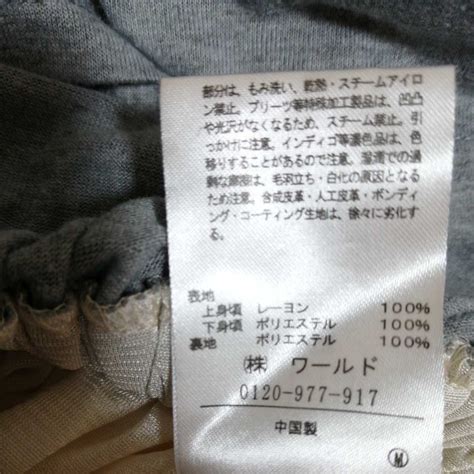 部分は、もみ洗い、乾燥・スチームアイロ
ン禁止。プリーツ等特殊加工製品は、凹凸
や光沢がなくなるため、スチーム禁止。引
っかけに注意。インディゴ等濃色品は、色
移りすることがあるので注意。湿潤での過
剰な摩擦は、毛羽立ち・白化の原因となる
ため注意。合成皮革・人工皮革・ボンディ
ング・コーティング生地は、徐々に劣化す
る。
表地
上身頃 レーヨン 100%
下身頃 ポリエステル 100%
裏地 ポリエステル 100%
(株) ワールド
0120-977-917
中国製
M